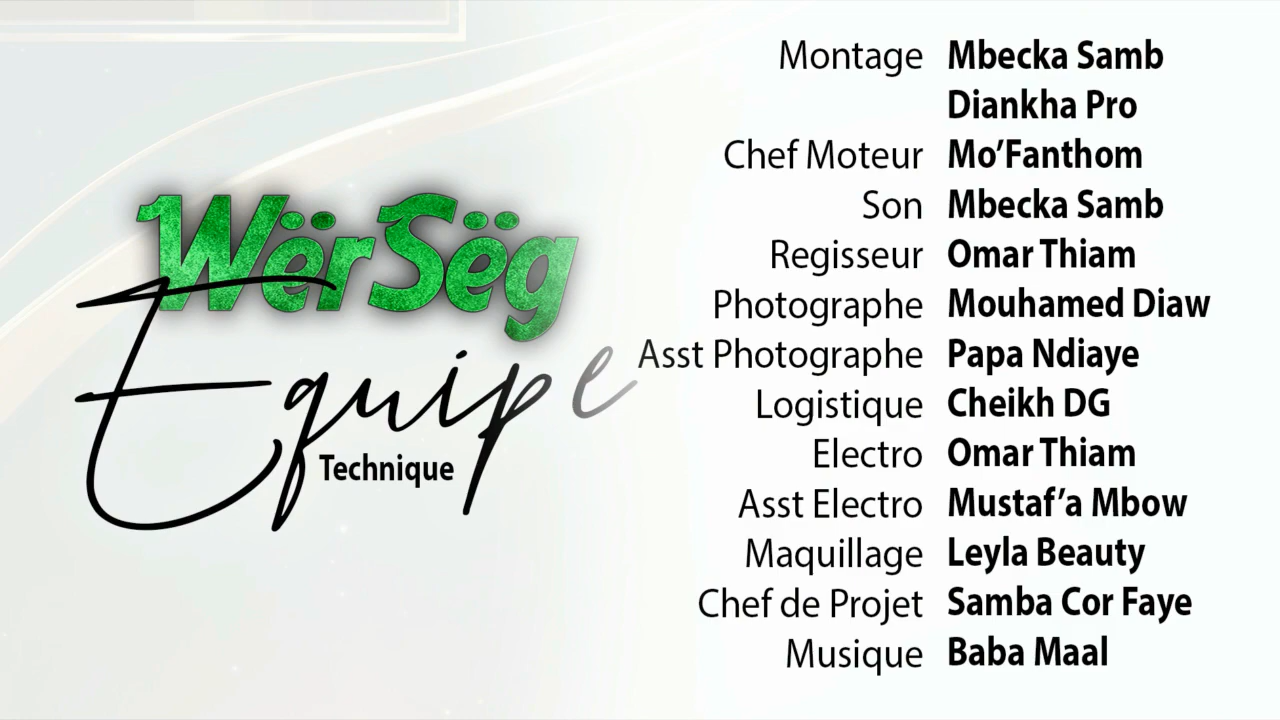 WërSëg
Equipe
Technique
Montage Mbecka Samb
Diankha Pro
Chef Moteur Mo’Fanthom
Son Mbecka Samb
Regisseur Omar Thiam
Photographe Mouhamed Diaw
Asst Photographe Papa Ndiaye
Logistique Cheikh DG
Electro Omar Thiam
Asst Electro Mustaf’a Mbow
Maquillage Leyla Beauty
Chef de Projet Samba Cor Faye
Musique Baba Maal